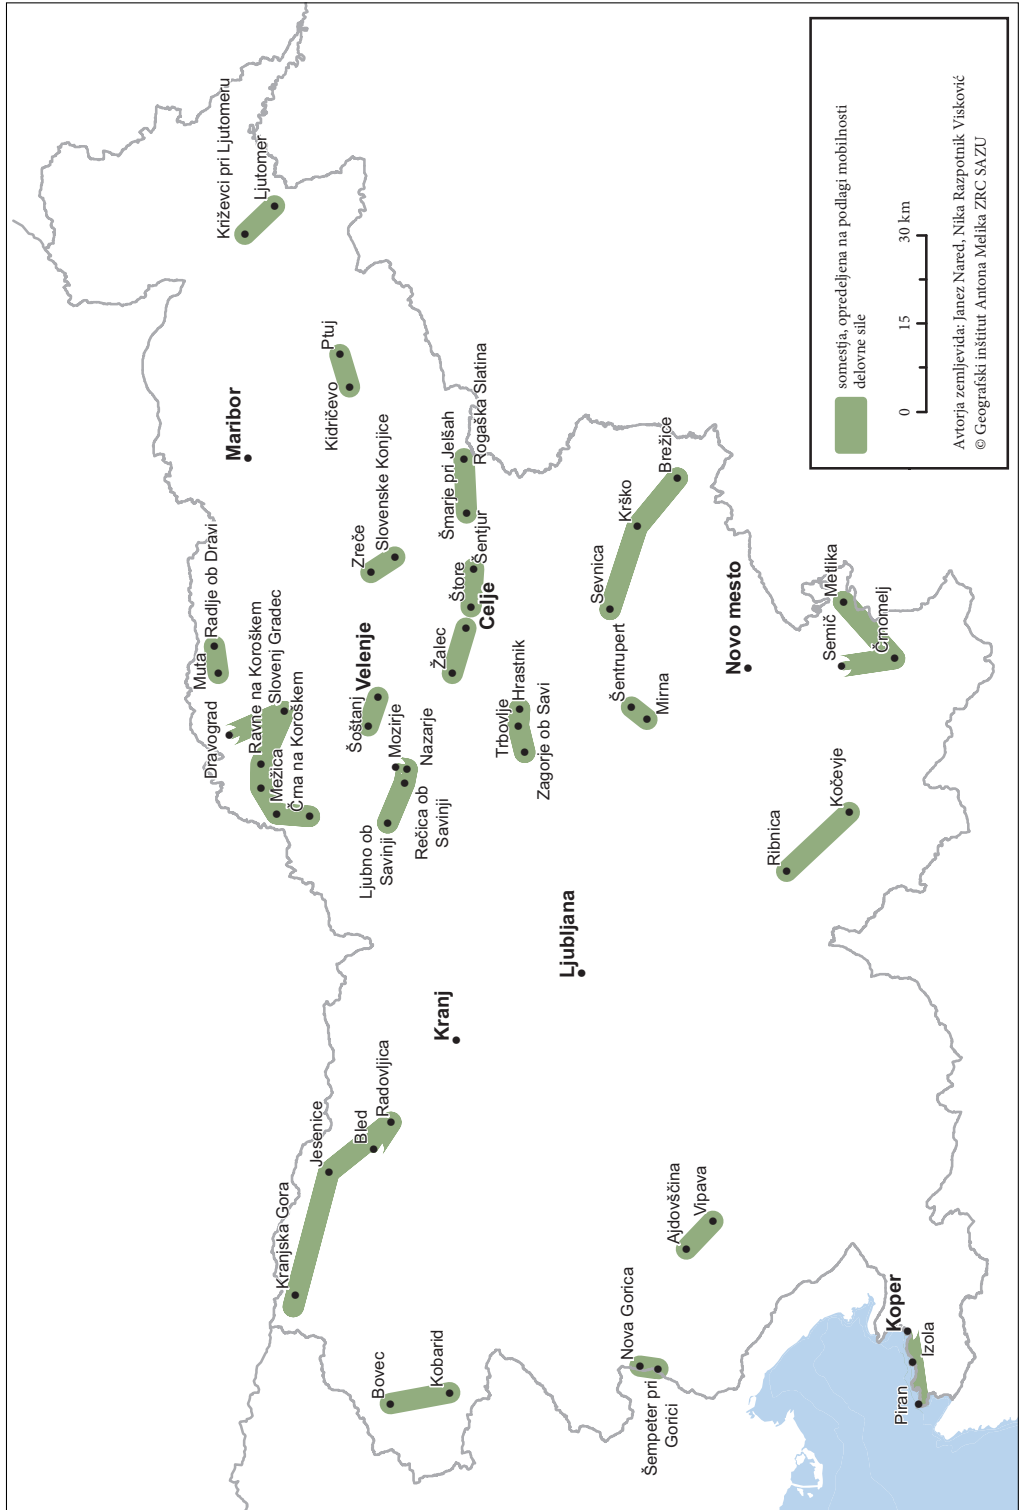 Križevci pri Ljutomeru
Ljutomer
Ptuj
Kidričevo
Maribor
Rogaška Slatina
Šmarje pri Jelšah
Slovenske Konjice
Zreče
Šentjur
Štore
Celje
Žalec
Radlje ob Dravi
Muta
Slovenj Gradec
Ravne na Koroškem
Dravograd
Mežica
Črna na Koroškem
Velenje
Šoštanj
Mozirje
Nazarje
Rečica ob
Savinji
Ljubno ob
Savinji
Hrastnik
Trbovlje
Zagorje ob Savi
Brežice
Krško
Sevnica
Šentrupert
Mirna
Novo mesto
Metlika
Semič
Črnomelj
Kočevje
Ribnica
Ljubljana
Kranj
Radovljica
Bled
Jesenice
Kranjska Gora
Bovec
Kobarid
Ajdovščina
Vipava
Nova Gorica
Šempeter pri
Gorici
Koper
Izola
Piran
somestja, opredeljena na podlagi mobilnosti
delovne sile
0 15 30 km
Avtorja zemljevida: Janez Nared, Nika Razpotnik Visković
© Geografski inštitut Antona Melika ZRC SAZU